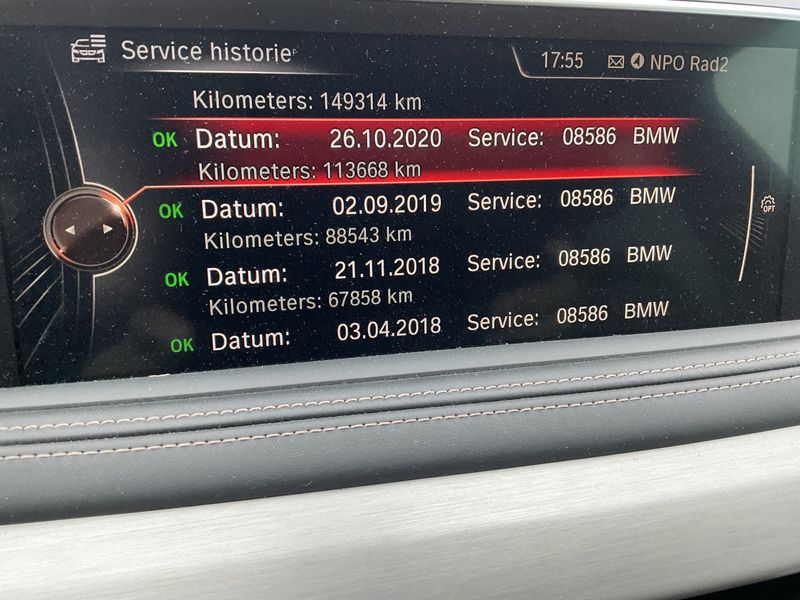 Service historie
17:55 NPO Rad2
Kilometers: 149314 km
OK Datum: 26.10.2020 Service: 08586 BMW
Kilometers: 113668 km
OK Datum: 02.09.2019 Service: 08586 BMW
Kilometers: 88543 km
OK Datum: 21.11.2018 Service: 08586 BMW
Kilometers: 67858 km
OK Datum: 03.04.2018 Service: 08586 BMW
OPT